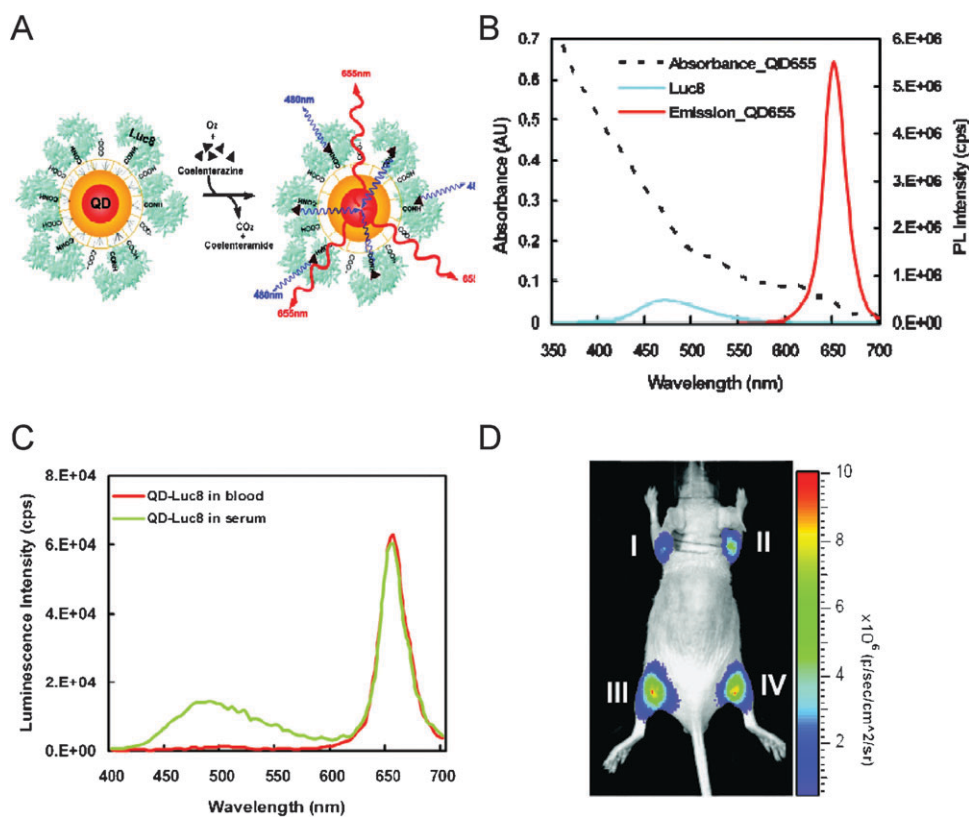 A
655nm
480nm
O₂
+
Luc8
Coelenterazine
QD
CO₂
+
Coelenteramide
COOH
CONH
HOOC
480nm
655nm
B
0.7
0.6
0.5
0.4
0.3
0.2
0.1
0
Absorbance (AU)
Absorbance_QD655
Luc8
Emission_QD655
6.E+06
5.E+06
4.E+06
3.E+06
2.E+06
1.E+06
0.E+00
PL Intensity (cps)
350 400 450 500 550 600 650 700
Wavelength (nm)
C
8.E+04
6.E+04
4.E+04
2.E+04
0.E+00
Luminescence Intensity (cps)
QD-Luc8 in blood
QD-Luc8 in serum
400 450 500 550 600 650 700
Wavelength (nm)
D
I
II
III
IV
10
8
6
4
2
×10^6 (p/sec/cm^2/sr)